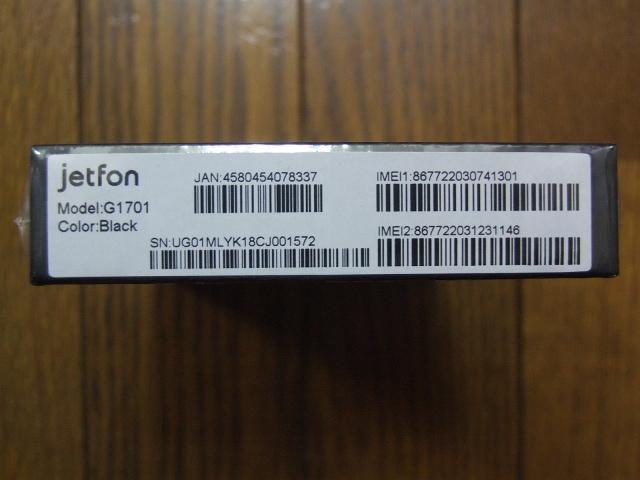 jetfon
Model:G1701
Color:Black
JAN:4580454078337
SN:UG01MLYK18CJ001572
IMEI1:867722030741301
IMEI2:867722031231146